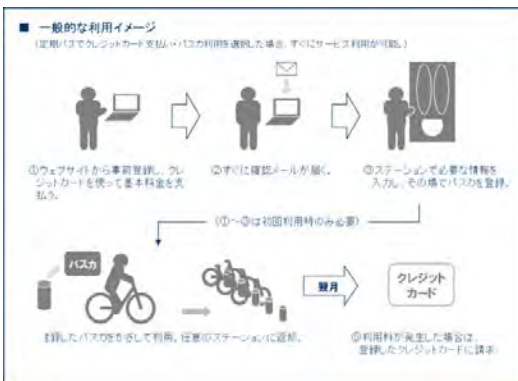 ■ 一般的な利用イメージ
(定期パスでクレジットカード支払い・パスカ利用を選択した場合、すぐにサービス利用が可能。)
①ウェブサイトから事前登録し、クレ
ジットカードを使って基本料金を支
払う。
②すぐに確認メールが届く。
③ステーションで必要な情報を
入力し、その場でパスカを登録。
(①~③は初回利用時のみ必要)
パスカ
翌月
クレジット
カード
登録したパスカをかざして利用。任意のステーションに返却。
⑤利用料が発生した場合は、
登録したクレジットカードに請求。